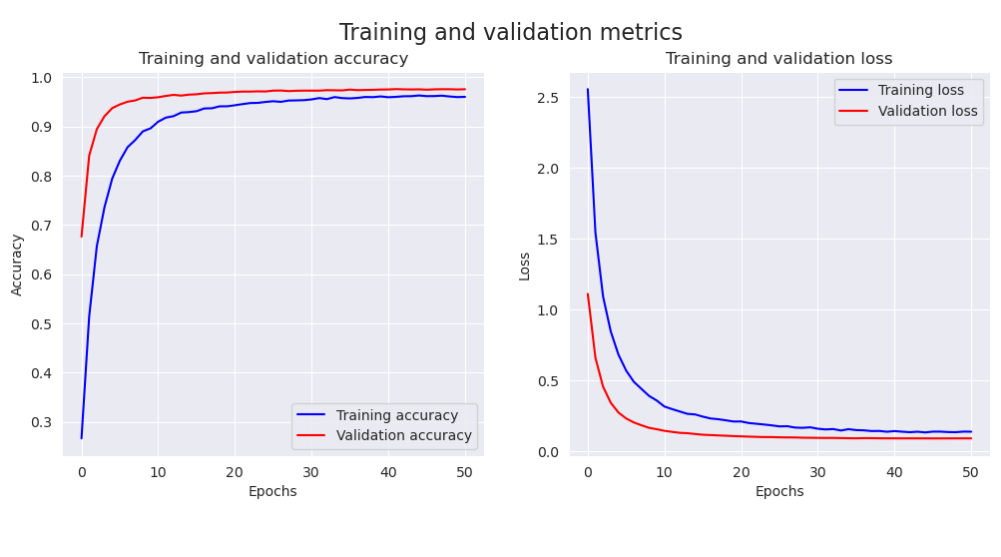 Training and validation metrics
Training and validation accuracy
1.0
0.9
0.8
0.7
0.6
0.5
0.4
0.3
Accuracy
Training accuracy
Validation accuracy
0 10 20 30 40 50
Epochs
Training and validation loss
2.5
2.0
1.5
1.0
0.5
0.0
Loss
Training loss
Validation loss
0 10 20 30 40 50
Epochs